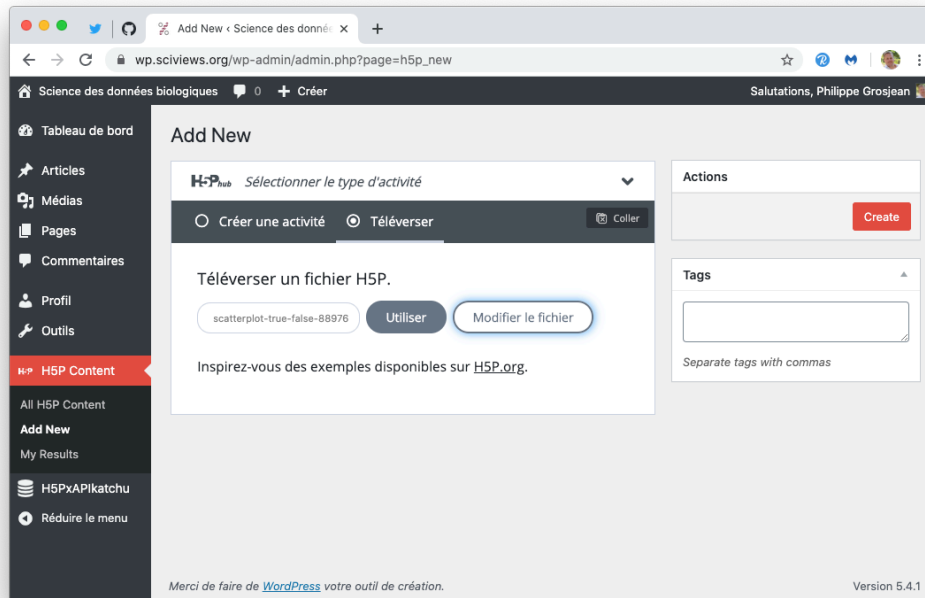 Add New ‹ Science des donné
wp.sciviews.org/wp-admin/admin.php?page=h5p_new
Science des données biologiques 0 + Créer Salutations, Philippe Grosjean
Tableau de bord
Articles
Médias
Pages
Commentaires
Profil
Outils
H5P H5P Content
All H5P Content
Add New
My Results
H5PxAPIkatchu
Réduire le menu
Add New
H5P hub Sélectionner le type d'activité
Créer une activité Téléverser Coller
Téléverser un fichier H5P.
scatterplot-true-false-88976 Utiliser Modifier le fichier
Inspirez-vous des exemples disponibles sur H5P.org.
Actions
Create
Tags
Separate tags with commas
Merci de faire de WordPress votre outil de création. Version 5.4.1